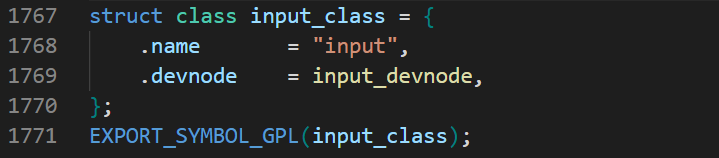 1767 struct class input_class = {
1768     .name       = "input",
1769     .devnode    = input_devnode,
1770 };
1771 EXPORT_SYMBOL_GPL(input_class);